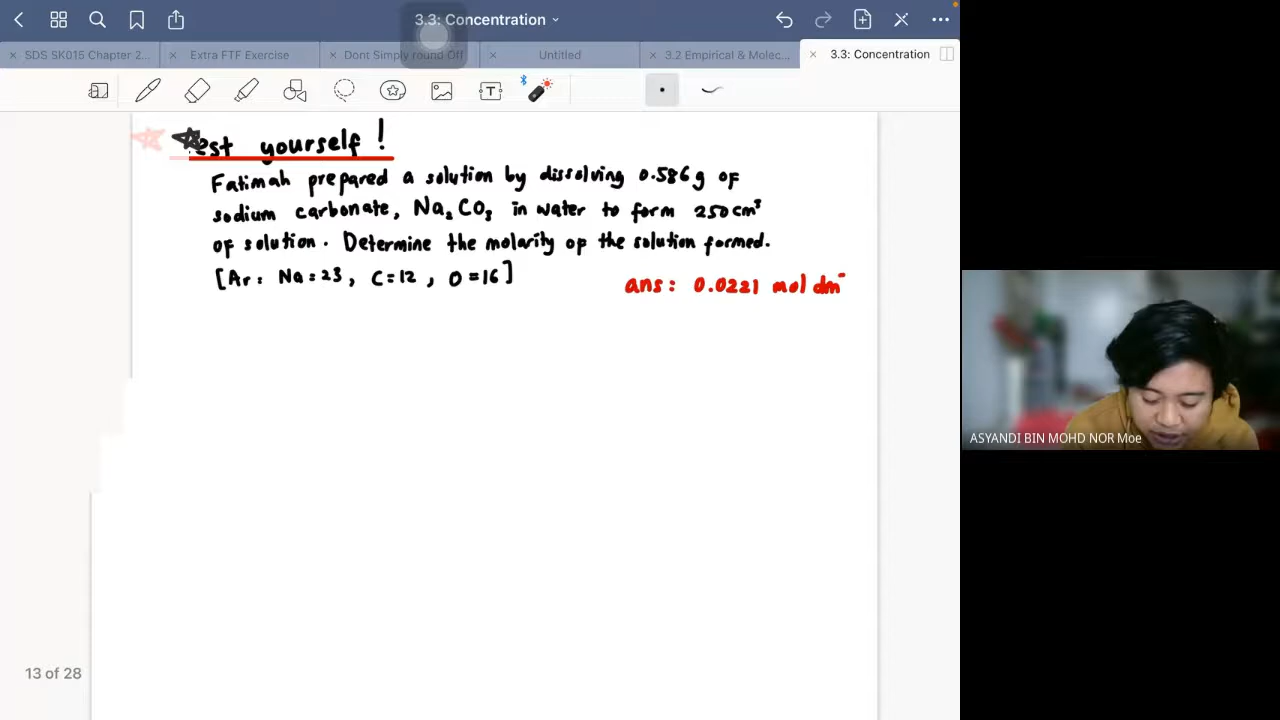 3.3: Concentration
SDS SK015 Chapter 2...
Extra FTF Exercise
Dont Simply round Off
Untitled
3.2 Empirical & Molec...
3.3: Concentration
est yourself !
Fatimah prepared a solution by dissolving 0.586g of
sodium carbonate, Na₂CO₃ in water to form 250cm³
of solution. Determine the molarity of the solution formed.
[Ar: Na=23, C=12, O=16]
ans: 0.0221 mol dm⁻
ASYANDI BIN MOHD NOR Moe
13 of 28